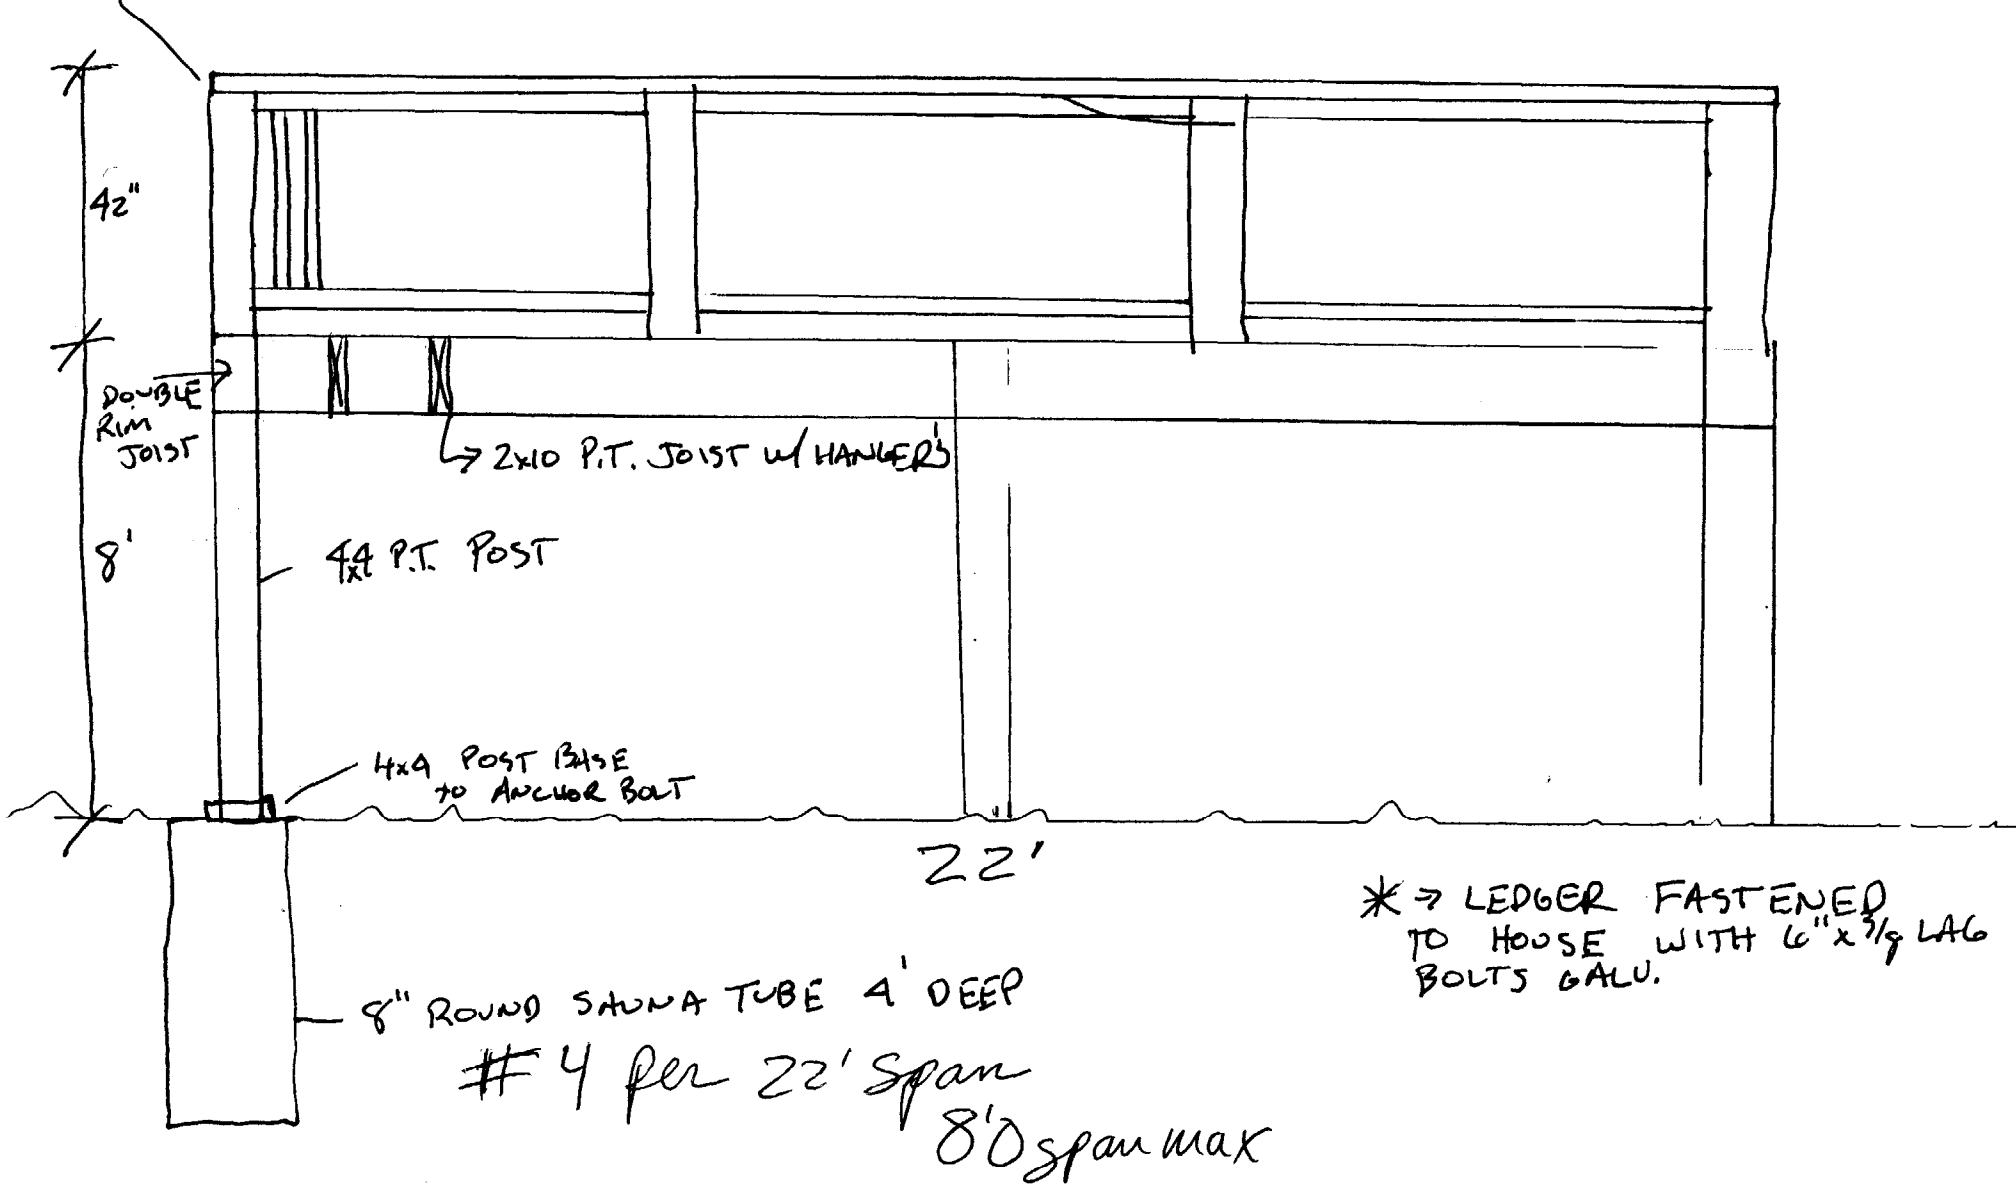 42"
DOUBLE
RIM
JOIST
2x10 P.T. JOIST w/ HANGER'S
8'
4x4 P.T. POST
4x4 POST BASE
to ANCHOR BOLT
22'
* → LEDGER FASTENED
TO HOUSE WITH 6" x 3/8 LAG
BOLTS GALV.
8" ROUND SAUNA TUBE 4' DEEP
# 4 per 22' span
8'0 span max